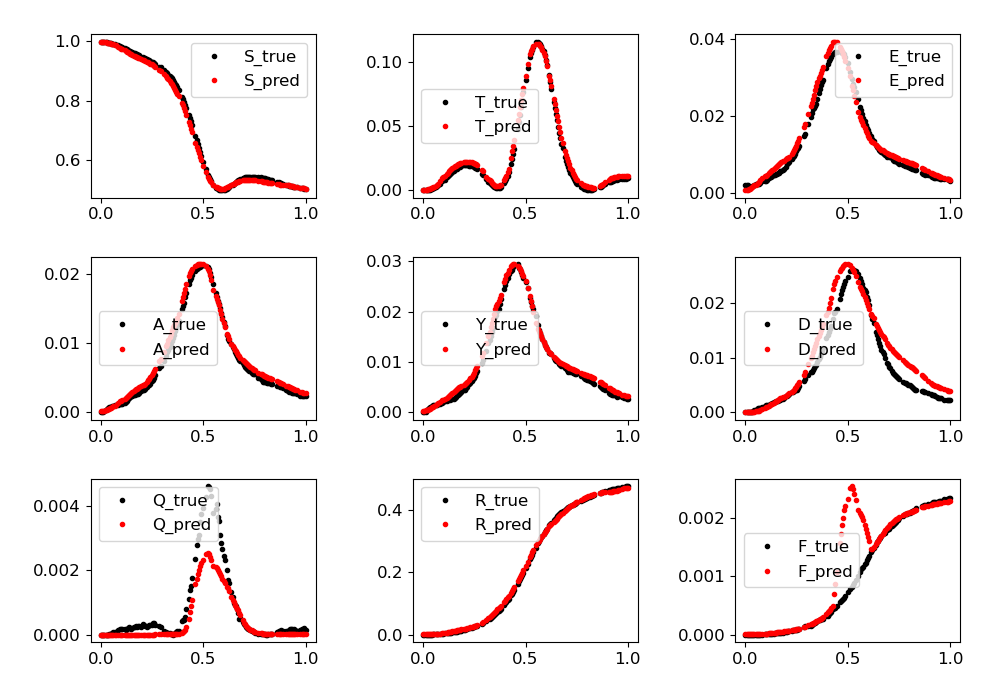 1.0
0.8
0.6
0.0 0.5 1.0
S_true
S_pred
0.10
0.05
0.00
0.0 0.5 1.0
T_true
T_pred
0.04
0.02
0.00
0.0 0.5 1.0
E_true
E_pred
0.02
0.01
0.00
0.0 0.5 1.0
A_true
A_pred
0.03
0.02
0.01
0.00
0.0 0.5 1.0
Y_true
Y_pred
0.02
0.01
0.00
0.0 0.5 1.0
D_true
D_pred
0.004
0.002
0.000
0.0 0.5 1.0
Q_true
Q_pred
0.4
0.2
0.0
0.0 0.5 1.0
R_true
R_pred
0.002
0.001
0.000
0.0 0.5 1.0
F_true
F_pred